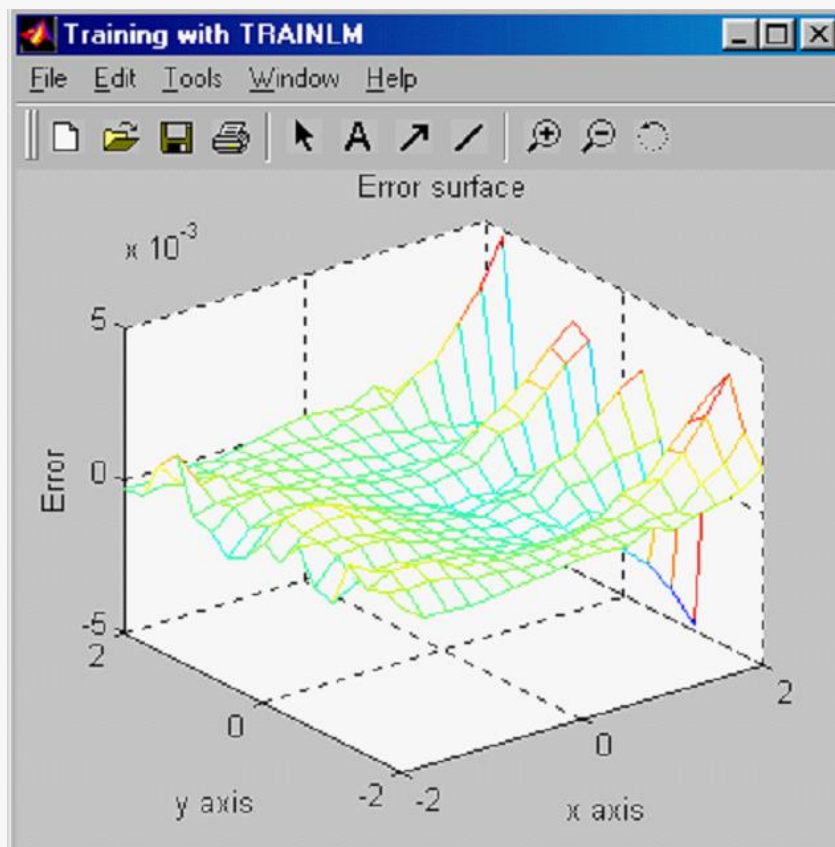 Training with TRAINLM
File Edit Tools Window Help
A
Error surface
x 10-3
5
0
-5
Error
2
0
-2
y axis
-2
0
2
x axis